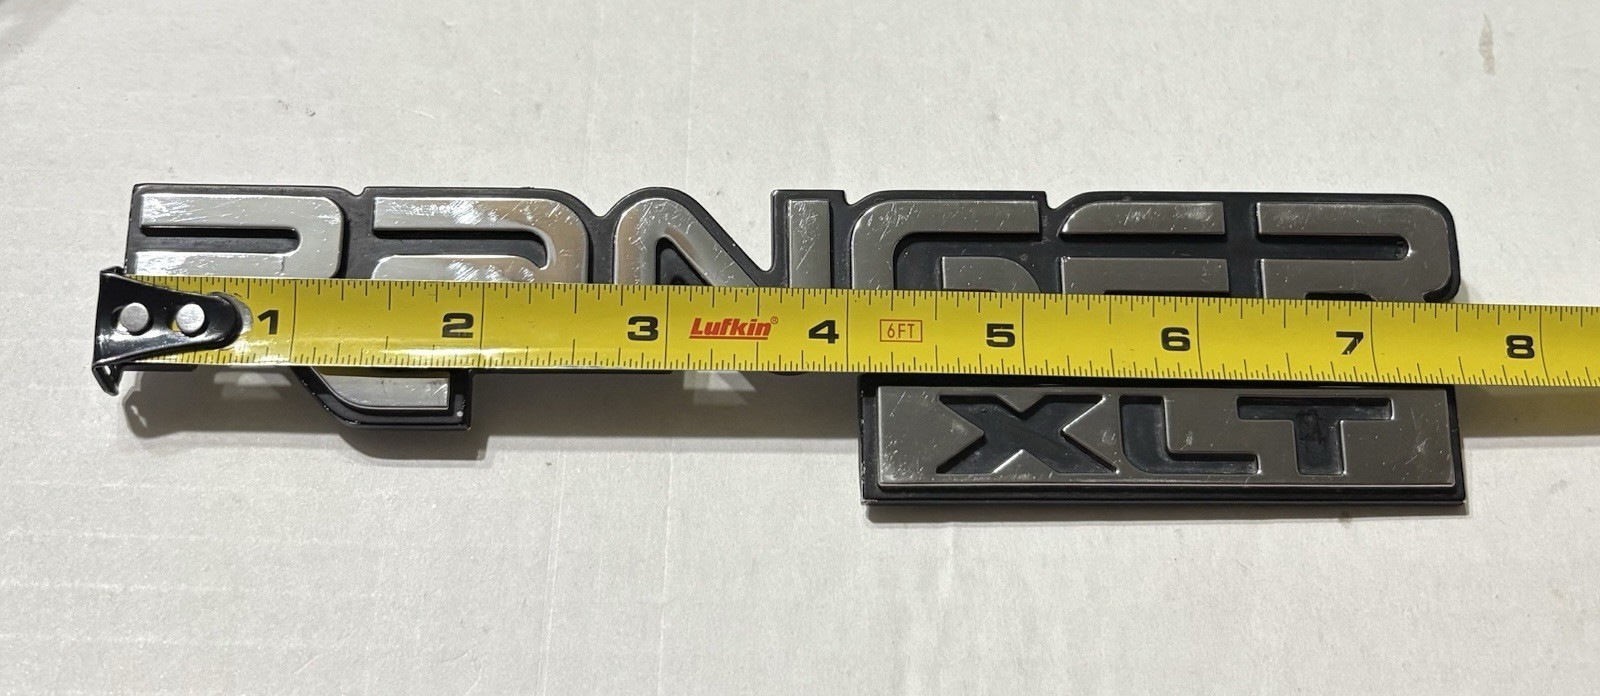 RANGER
1 2 3 Lufkin® 4 6FT 5 6 7 8
XLT